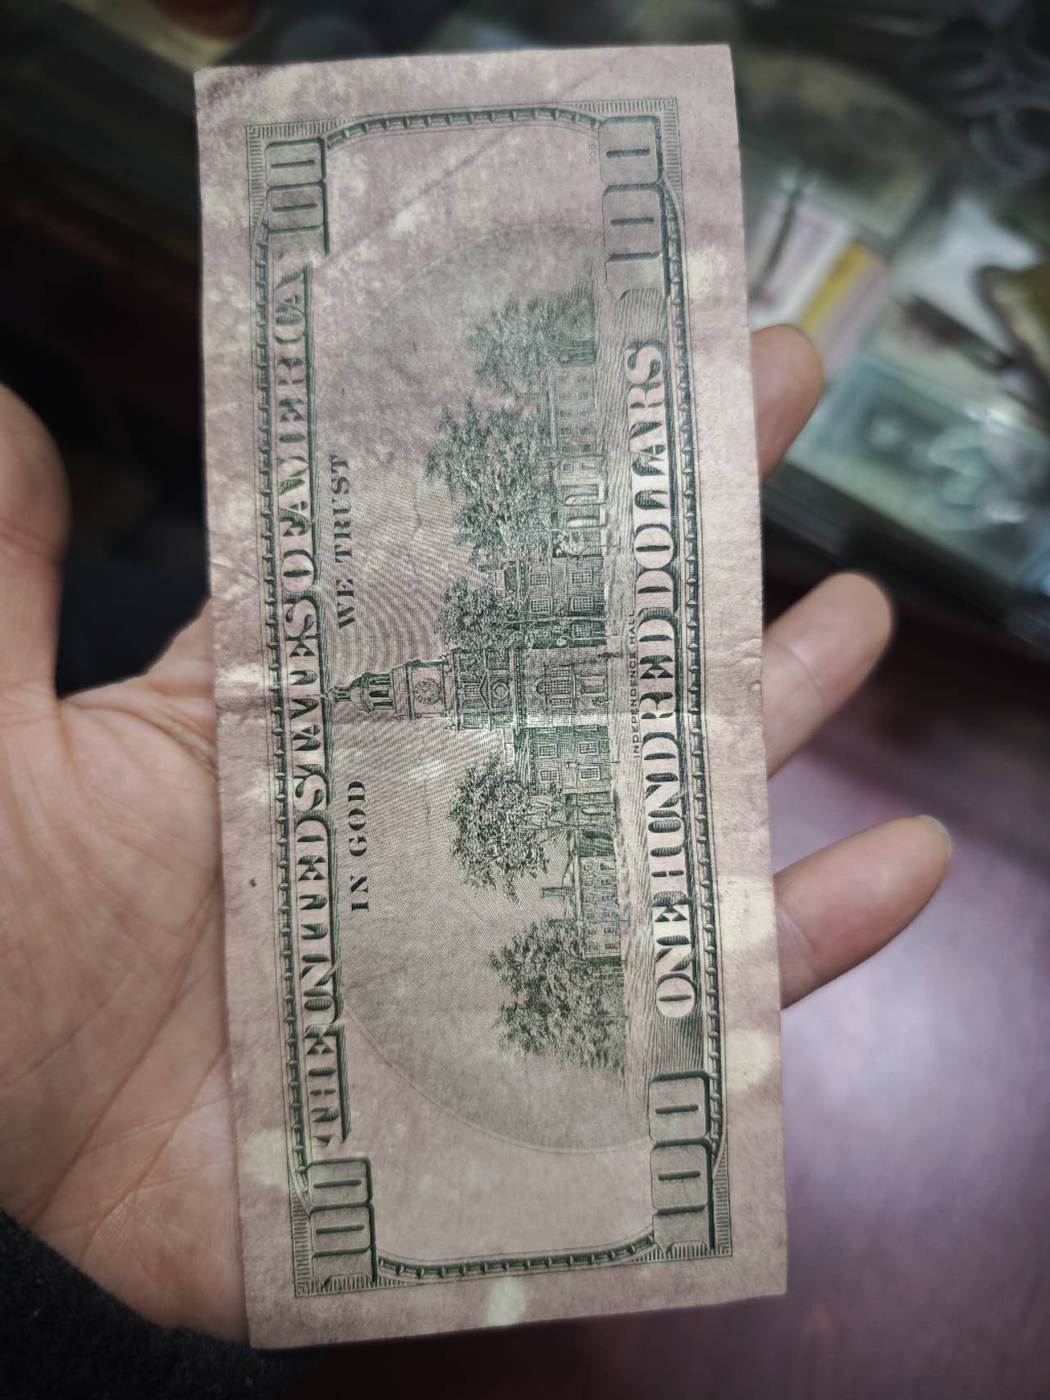 100 THE UNITED STATES OF AMERICA 100
IN GOD WE TRUST
INDEPENDENCE HALL
100 ONE HUNDRED DOLLARS 100